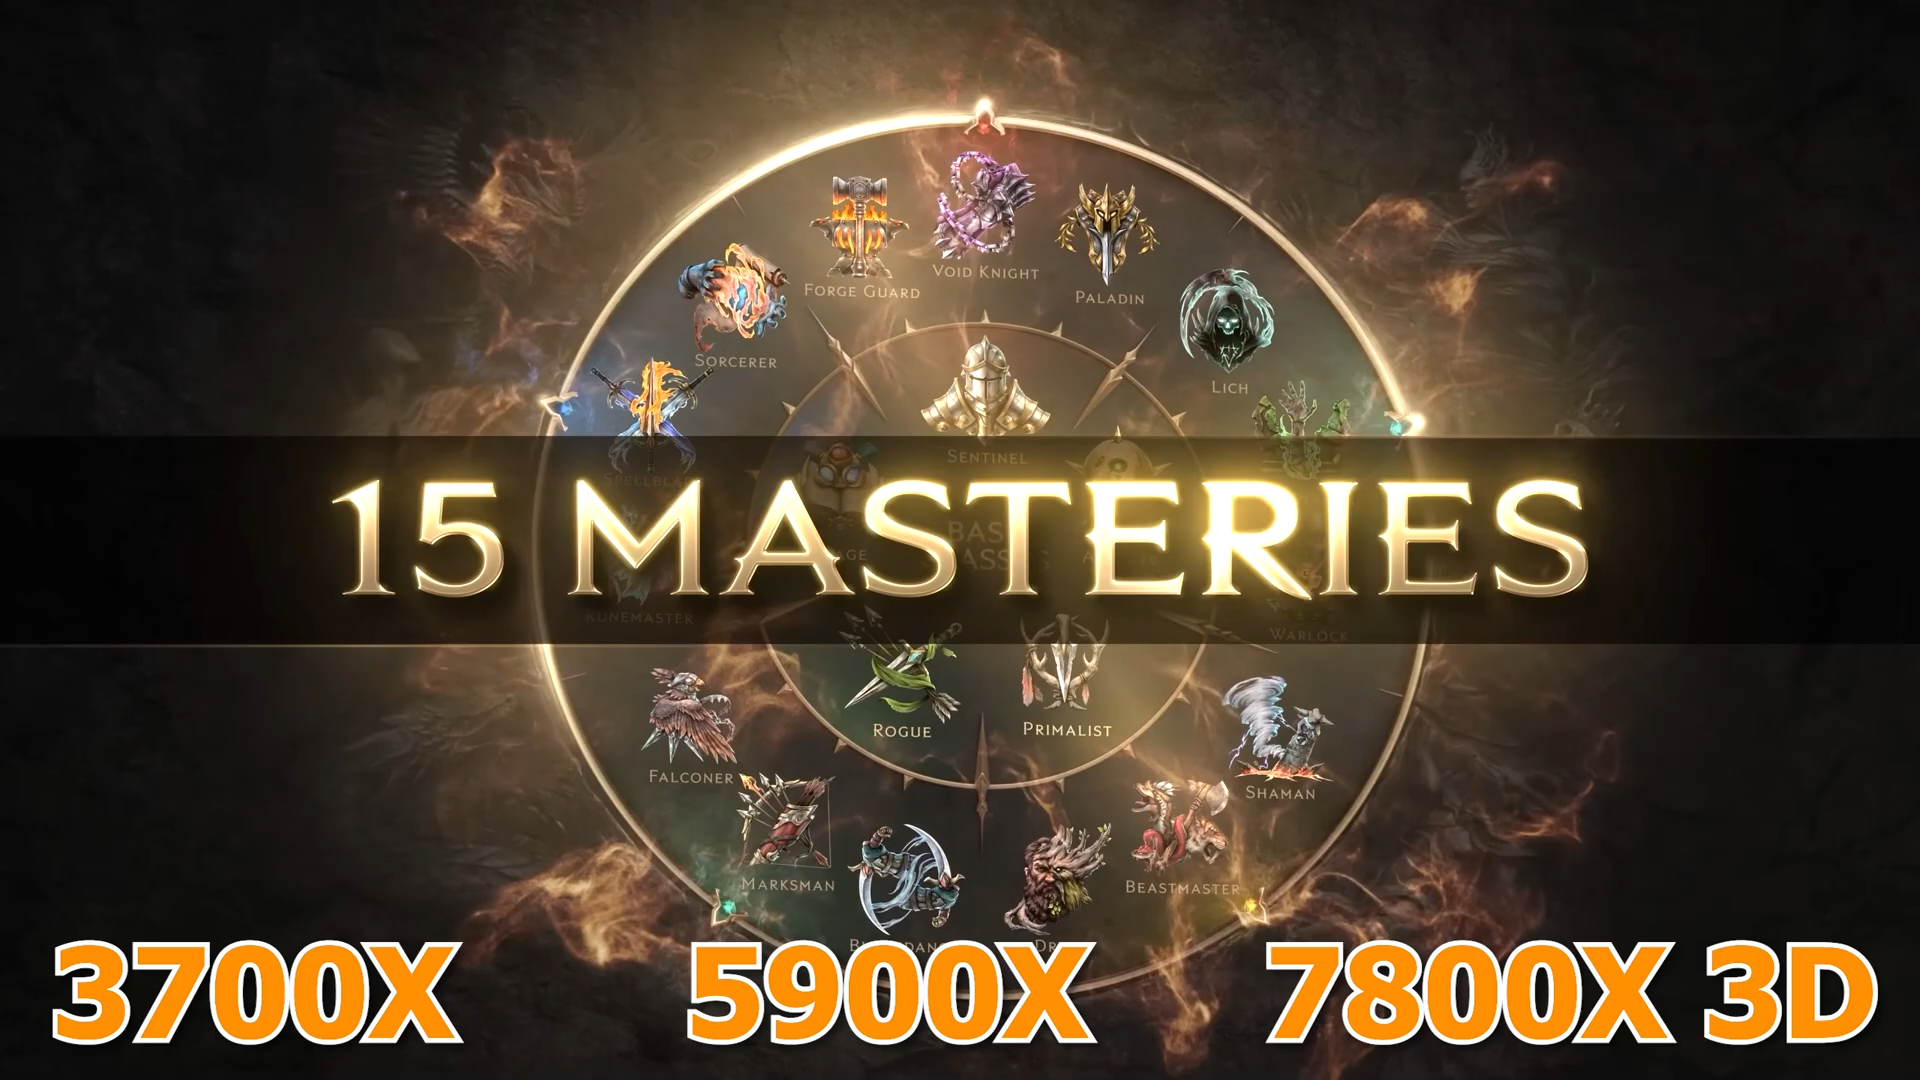 VOID KNIGHT
FORGE GUARD
PALADIN
SORCERER
LICH
SENTINEL
15 MASTERIES
RUNEMASTER
WARLOCK
ROGUE
PRIMALIST
FALCONER
SHAMAN
MARKSMAN
BEASTMASTER
3700X
5900X
7800X 3D